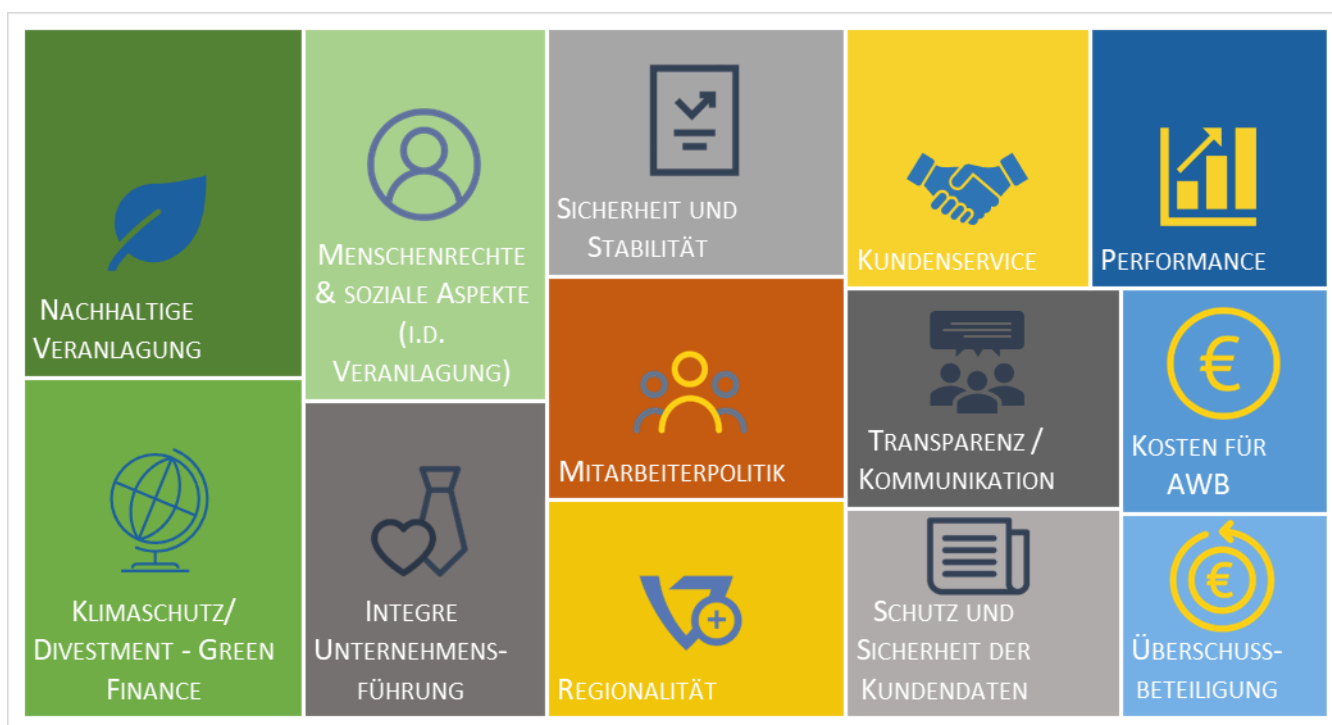 NACHHALTIGE
VERANLAGUNG
KLIMASCHUTZ/
DIVESTMENT - GREEN
FINANCE
MENSCHENRECHTE
& SOZIALE ASPEKTE
(I.D.
VERANLAGUNG)
INTEGRE
UNTERNEHMENS-
FÜHRUNG
SICHERHEIT UND
STABILITÄT
MITARBEITERPOLITIK
REGIONALITÄT
KUNDENSERVICE
PERFORMANCE
TRANSPARENZ /
KOMMUNIKATION
KOSTEN FÜR
AWB
€
SCHUTZ UND
SICHERHEIT DER
KUNDENDATEN
€
ÜBERSCHUSS-
BETEILIGUNG